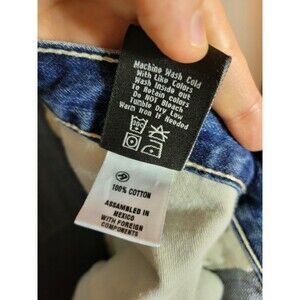 Machine Wash Cold
With Like Colors
Wash Inside Out
To Retain colors
Do NOT Bleach
Tumble Dry Low
Warm Iron If Needed
100% COTTON
ASSEMBLED IN
MEXICO
WITH FOREIGN
COMPONENTS